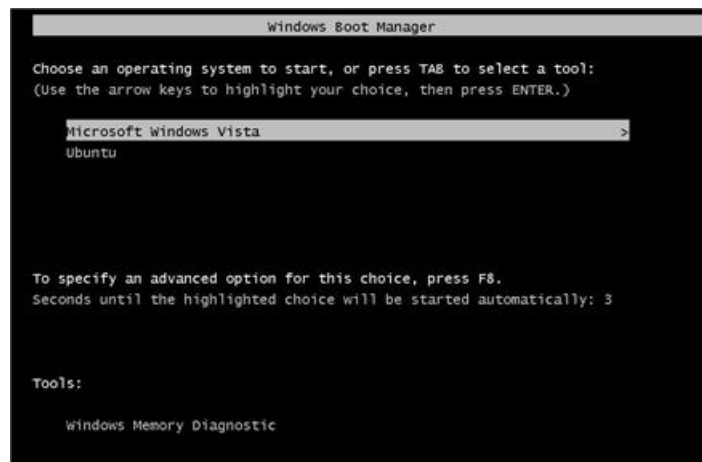 Windows Boot Manager
Choose an operating system to start, or press TAB to select a tool:
(Use the arrow keys to highlight your choice, then press ENTER.)
Microsoft Windows Vista >
Ubuntu
To specify an advanced option for this choice, press F8.
Seconds until the highlighted choice will be started automatically: 3
Tools:
Windows Memory Diagnostic